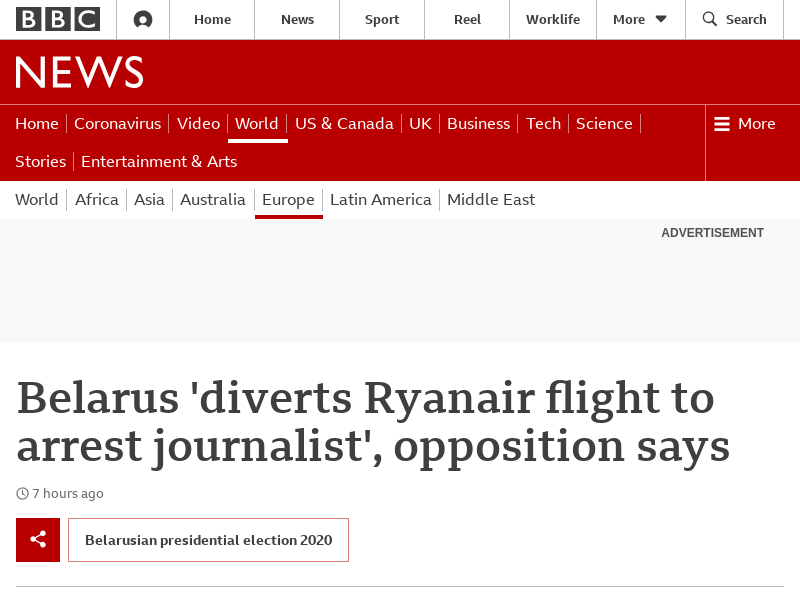 BBC Home News Sport Reel Worklife More Search
NEWS
Home Coronavirus Video World US & Canada UK Business Tech Science More
Stories Entertainment & Arts
World Africa Asia Australia Europe Latin America Middle East
ADVERTISEMENT
Belarus 'diverts Ryanair flight to
arrest journalist', opposition says
7 hours ago
Belarusian presidential election 2020